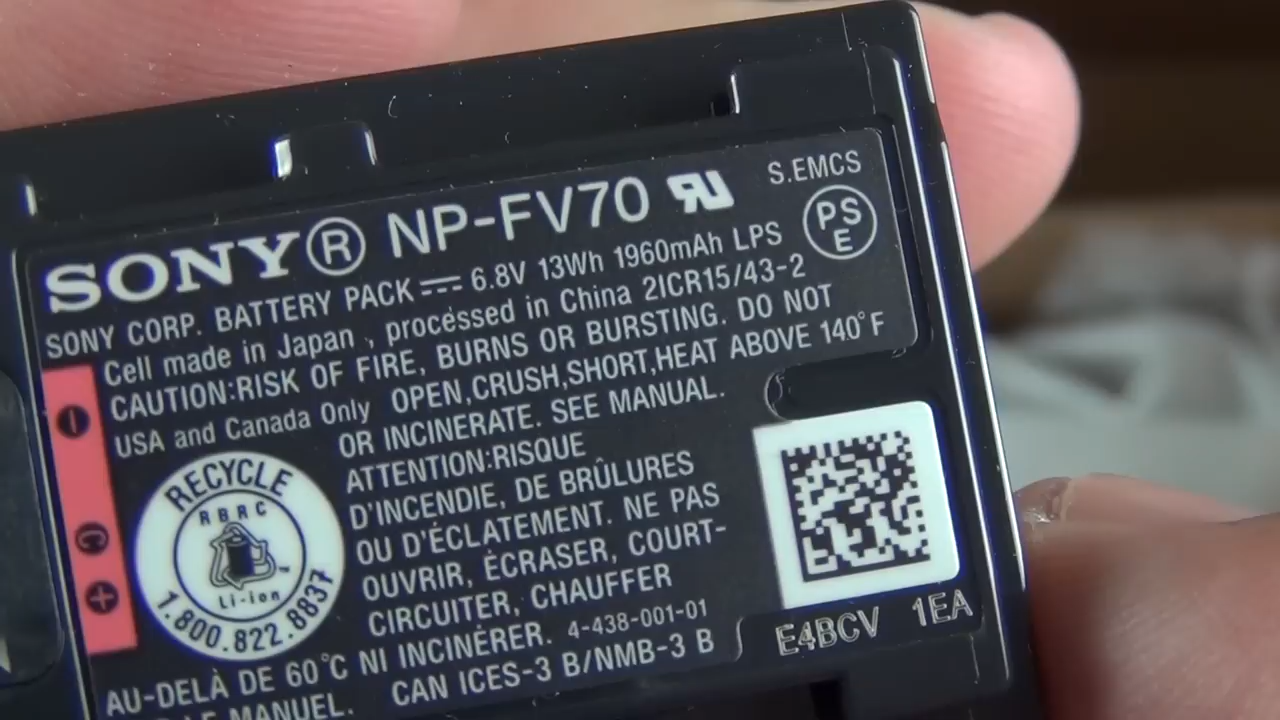 SONY® NP-FV70 RU S.EMCS
PSE
SONY CORP. BATTERY PACK 6.8V 13Wh 1960mAh LPS
Cell made in Japan , processed in China 2ICR15/43-2
CAUTION:RISK OF FIRE, BURNS OR BURSTING. DO NOT
USA and Canada Only OPEN,CRUSH,SHORT,HEAT ABOVE 140°F
OR INCINERATE. SEE MANUAL.
ATTENTION:RISQUE
D'INCENDIE, DE BRÛLURES
OU D'ÉCLATEMENT. NE PAS
OUVRIR, ÉCRASER, COURT-
CIRCUITER, CHAUFFER
AU-DELÀ DE 60°C NI INCINÉRER. 4-438-001-01
LE MANUEL. CAN ICES-3 B/NMB-3 B
− C +
RECYCLE
RBRC
Li-ion
1.800.822.8837
E4BCV 1EA